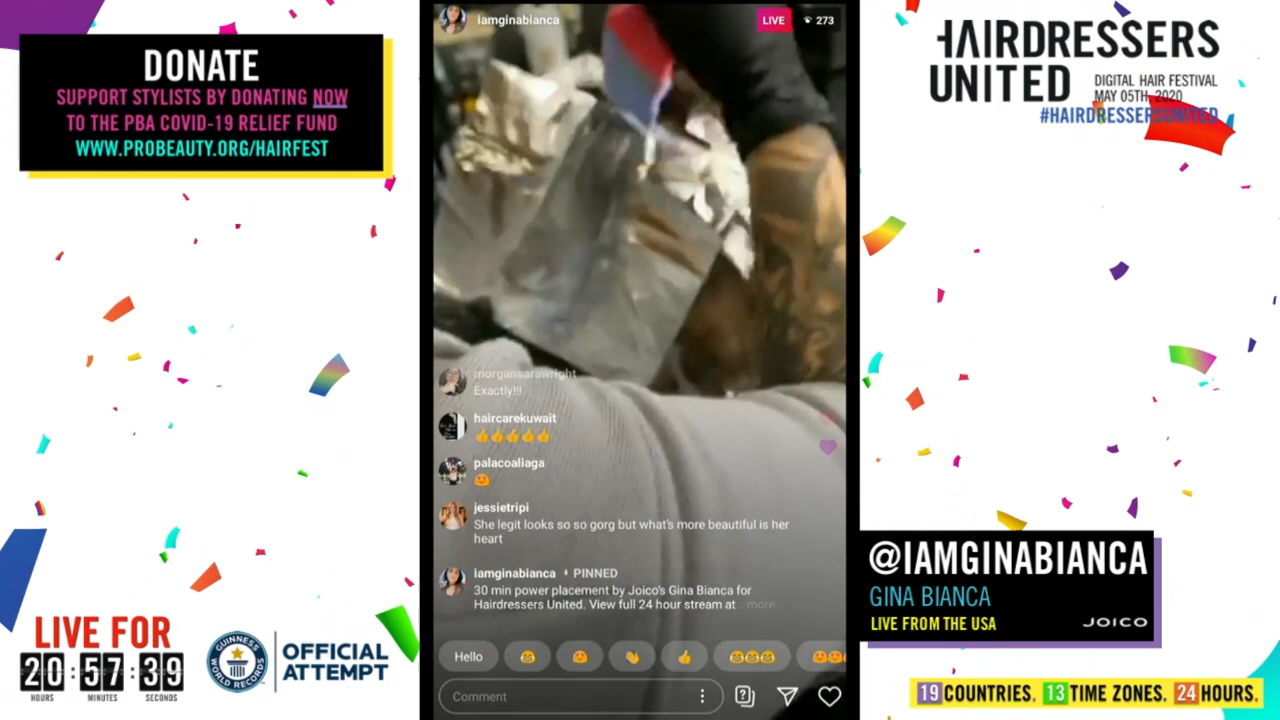 DONATE
SUPPORT STYLISTS BY DONATING NOW
TO THE PBA COVID-19 RELIEF FUND
WWW.PROBEAUTY.ORG/HAIRFEST
LIVE FOR
20:57:39
HOURS MINUTES SECONDS
GUINNESS WORLD RECORDS
OFFICIAL
ATTEMPT
iamginabianca
LIVE 273
morgansarawright
Exactly!!!
haircarekuwait
👍👍👍👍👍
palacoaliaga
😍
jessietripi
She legit looks so so gorg but what's more beautiful is her
heart
iamginabianca PINNED
30 min power placement by Joico's Gina Bianca for
Hairdressers United. View full 24 hour stream at ... more
Hello 😂 😍 👏 👍 😂😂😂 😍😍
Comment
HAIRDRESSERS
UNITED
DIGITAL HAIR FESTIVAL
MAY 05TH, 2020
#HAIRDRESSERSUNITED
@IAMGINABIANCA
GINA BIANCA
LIVE FROM THE USA
JOICO
19 COUNTRIES. 13 TIME ZONES. 24 HOURS.